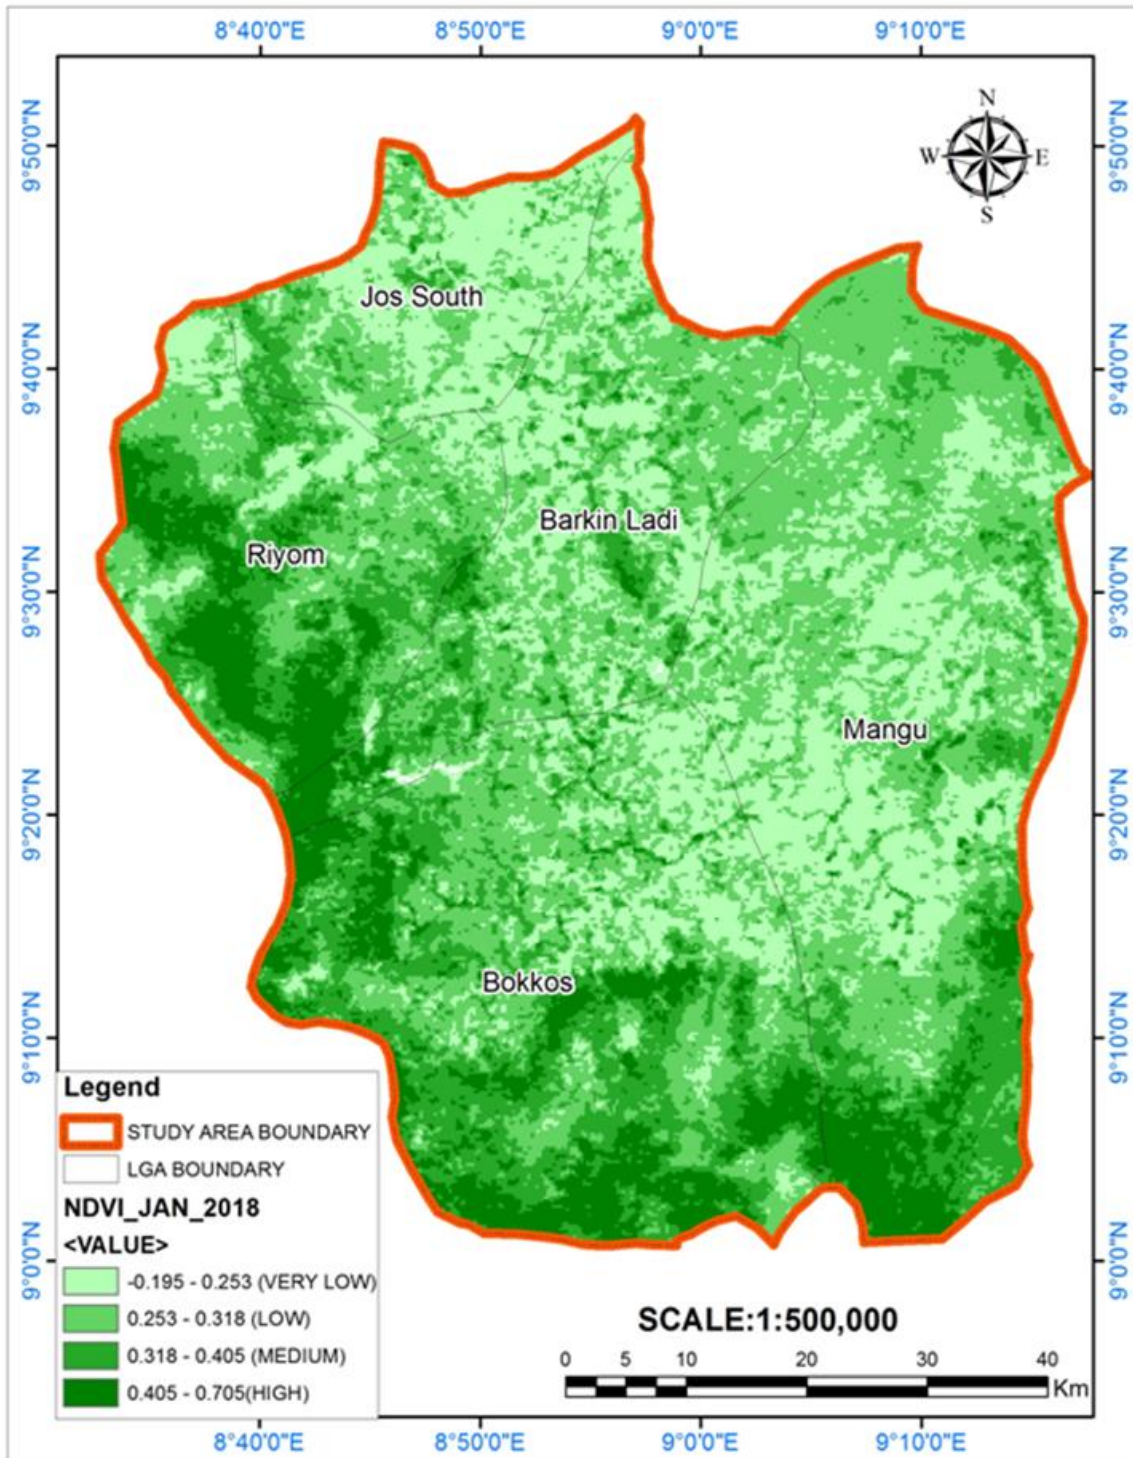 8°40'0"E 8°50'0"E 9°0'0"E 9°10'0"E
N
W E
S
9°50'0"N 9°50'0"N
9°40'0"N 9°40'0"N
9°30'0"N 9°30'0"N
9°20'0"N 9°20'0"N
9°10'0"N 9°10'0"N
9°0'0"N 9°0'0"N
Jos South
Barkin Ladi
Riyom
Mangu
Bokkos
Legend
STUDY AREA BOUNDARY
LGA BOUNDARY
NDVI_JAN_2018
<VALUE>
-0.195 - 0.253 (VERY LOW)
0.253 - 0.318 (LOW)
0.318 - 0.405 (MEDIUM)
0.405 - 0.705(HIGH)
SCALE:1:500,000
0 5 10 20 30 40
Km
8°40'0"E 8°50'0"E 9°0'0"E 9°10'0"E